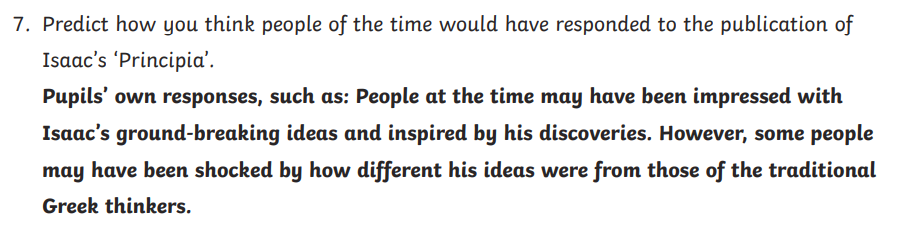 7. Predict how you think people of the time would have responded to the publication of
Isaac's 'Principia'.
Pupils' own responses, such as: People at the time may have been impressed with
Isaac's ground-breaking ideas and inspired by his discoveries. However, some people
may have been shocked by how different his ideas were from those of the traditional
Greek thinkers.